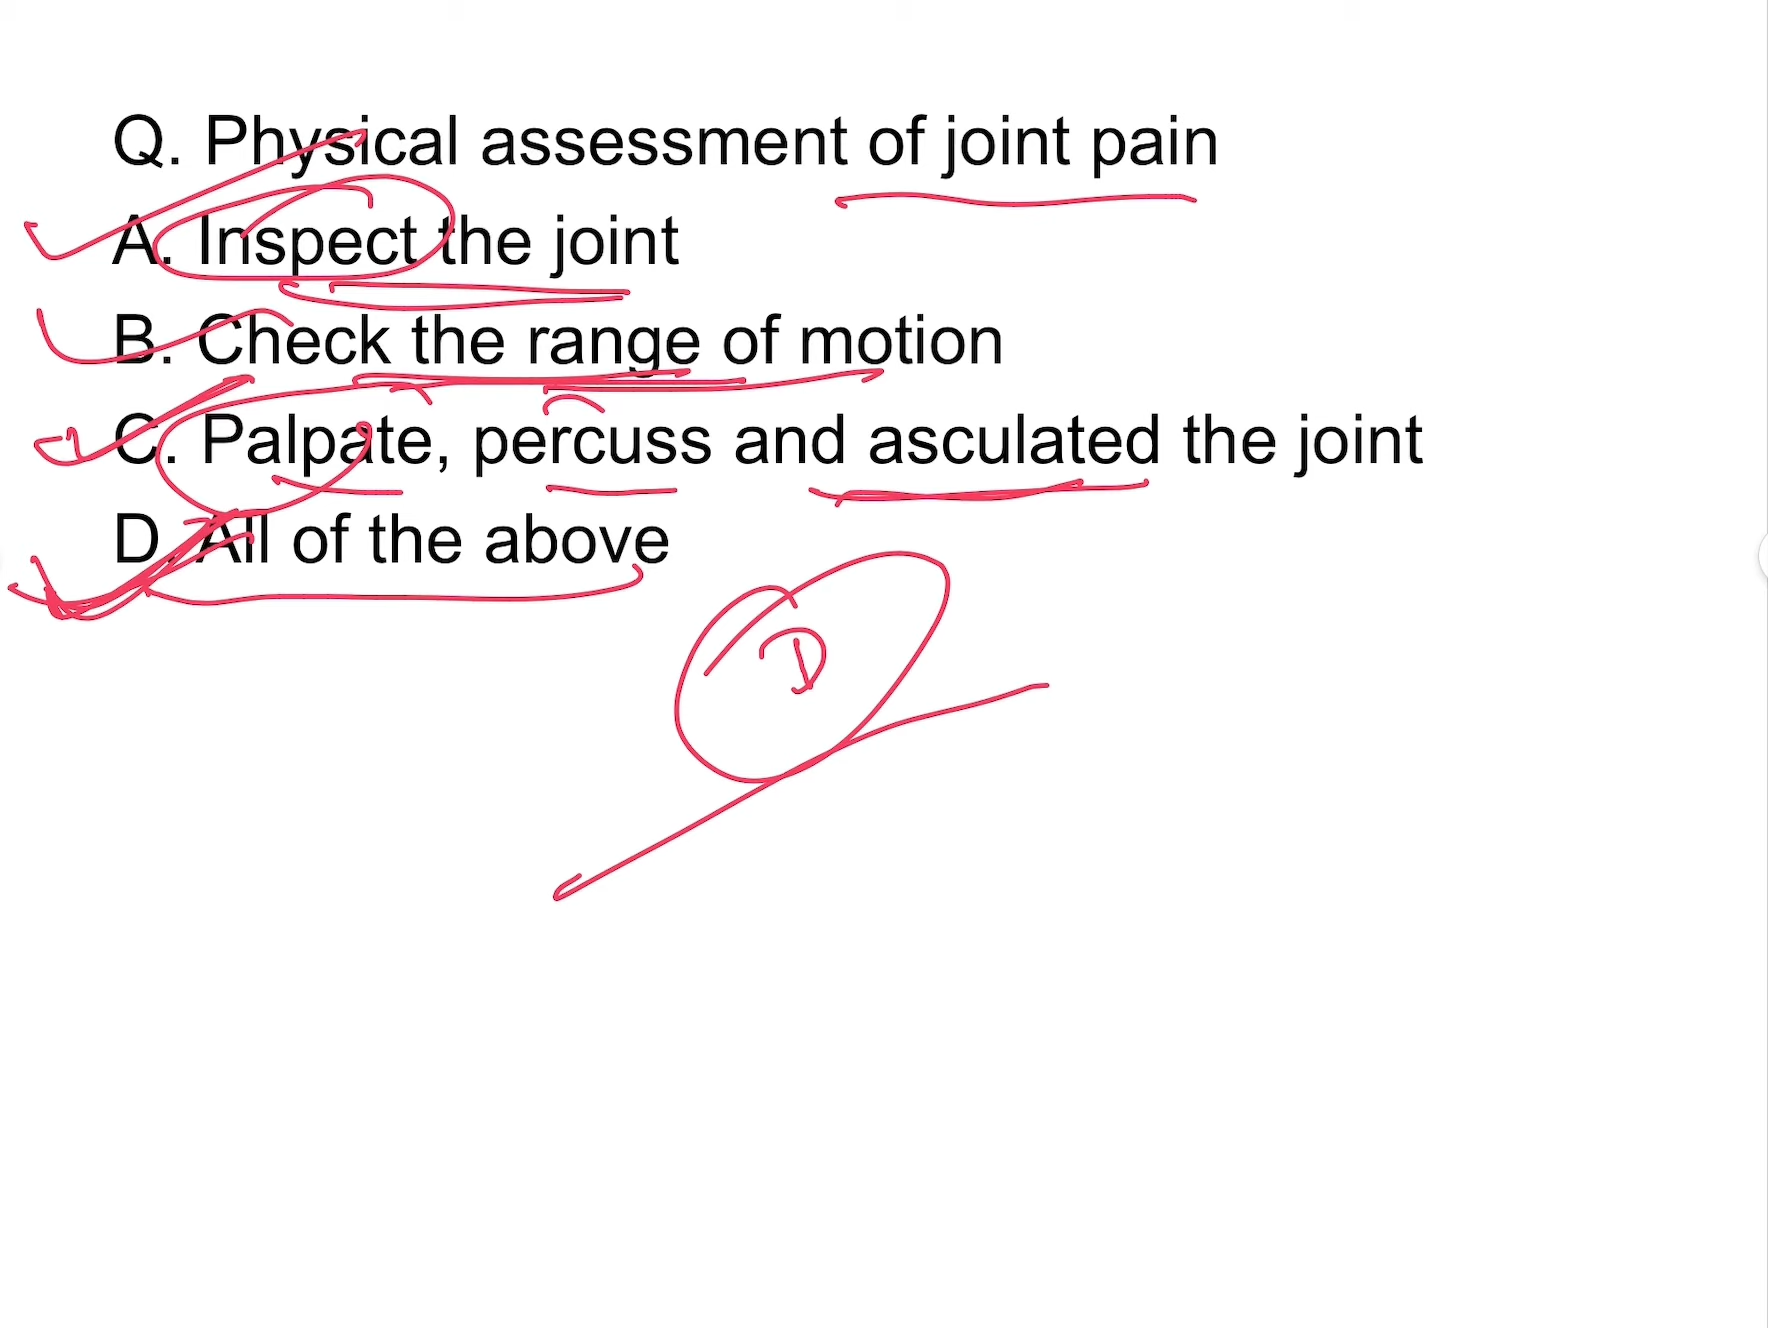 Q. Physical assessment of joint pain
A. Inspect the joint
B. Check the range of motion
C. Palpate, percuss and asculated the joint
D. All of the above
D